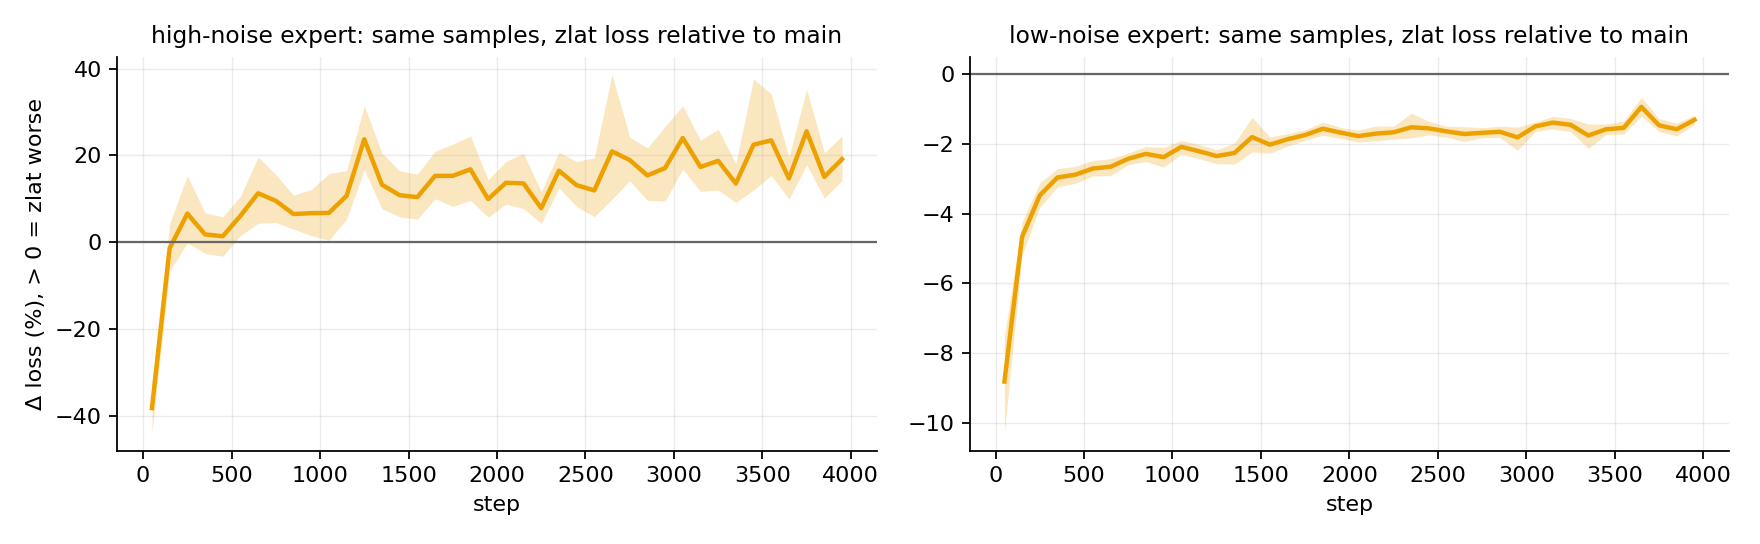 high-noise expert: same samples, zlat loss relative to main
Δ loss (%), > 0 = zlat worse
40
20
0
−20
−40
0 500 1000 1500 2000 2500 3000 3500 4000
step
low-noise expert: same samples, zlat loss relative to main
0
−2
−4
−6
−8
−10
0 500 1000 1500 2000 2500 3000 3500 4000
step